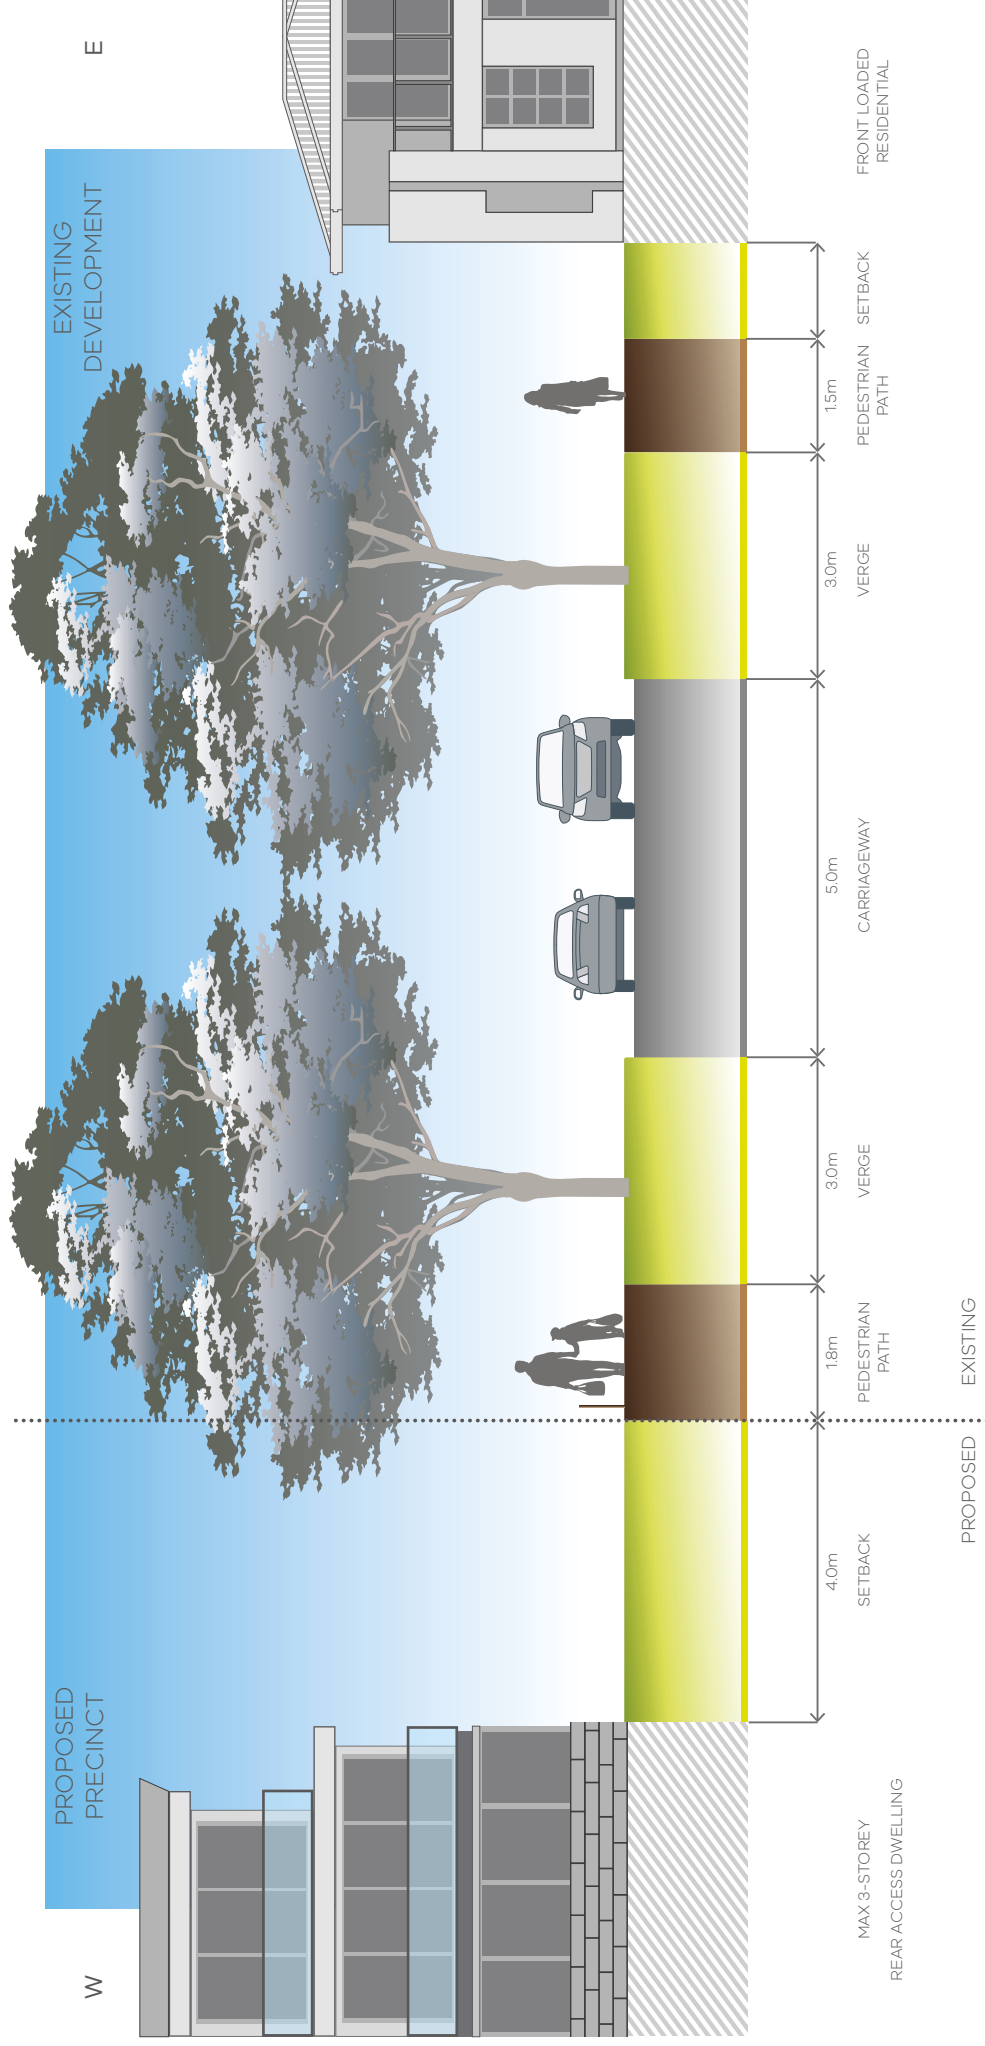 PROPOSED
PRECINCT
EXISTING
DEVELOPMENT
W
E
4.0m
1.8m
3.0m
5.0m
3.0m
1.5m
MAX 3-STOREY
REAR ACCESS DWELLING
SETBACK
PEDESTRIAN
PATH
VERGE
CARRIAGEWAY
VERGE
PEDESTRIAN
PATH
SETBACK
FRONT LOADED
RESIDENTIAL
PROPOSED
EXISTING